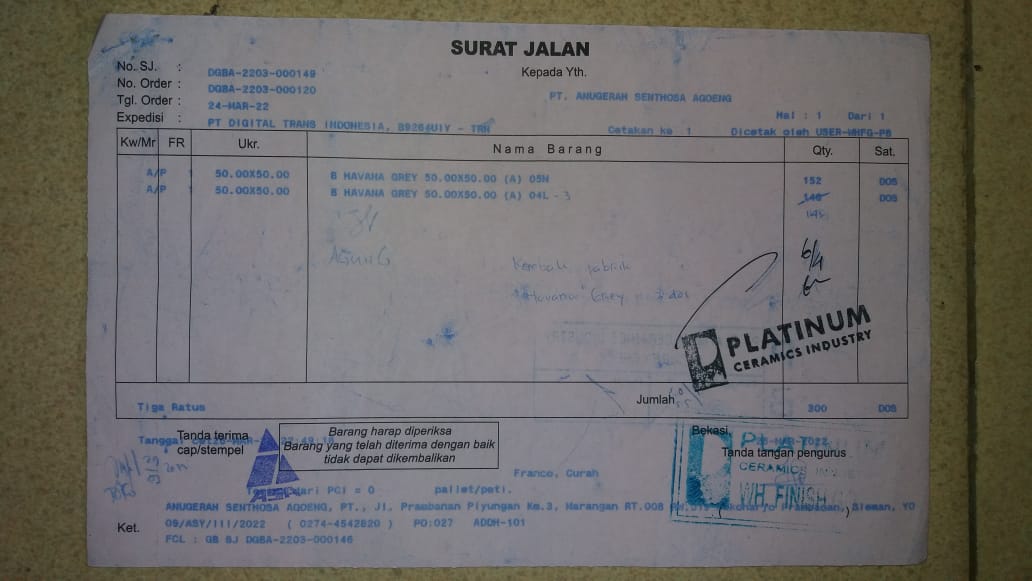 SURAT JALAN
No. SJ. : DGBA-2203-000149
Kepada Yth.
No. Order : DGBA-2203-000120
PT. ANUGERAH SENTHOSA AGOENG
Tgl. Order : 24-MAR-22
Hal : 1 Dari 1
Expedisi : PT DIGITAL TRANS INDONESIA, B9264UIY - TRH
Cetakan ke 1 Dicetak oleh USER-WHFG-PB
Kw/Mr FR Ukr. Nama Barang Qty. Sat.
A/P 1 50.00X50.00 B HAVANA GREY 50.00X50.00 (A) 05N 152 DOS
A/P 1 50.00X50.00 B HAVANA GREY 50.00X50.00 (A) 04L - 3 148 DOS
145
AGUNG
Kembali pabrik
Havana Grey 3 dos
6/4
PLATINUM
CERAMICS INDUSTRY
Jumlah
Tiga Ratus 300 DOS
Tanda terima
cap/stempel
Barang harap diperiksa
Barang yang telah diterima dengan baik
tidak dapat dikembalikan
Bekasi,
Tanggal
Tanda tangan pengurus
CERAMICS
WH FINISH
ASA
Franco, Curah
dari PCI = 0 pallet/peti.
ANUGERAH SENTHOSA AGOENG, PT., Jl. Prambanan Piyungan Km.3, Marangan RT.008 Sleman, YO
Ket. 09/ASY/III/2022 ( 0274-4542820 ) PO:027 ADDH-101
FCL : GB SJ DGBA-2203-000146